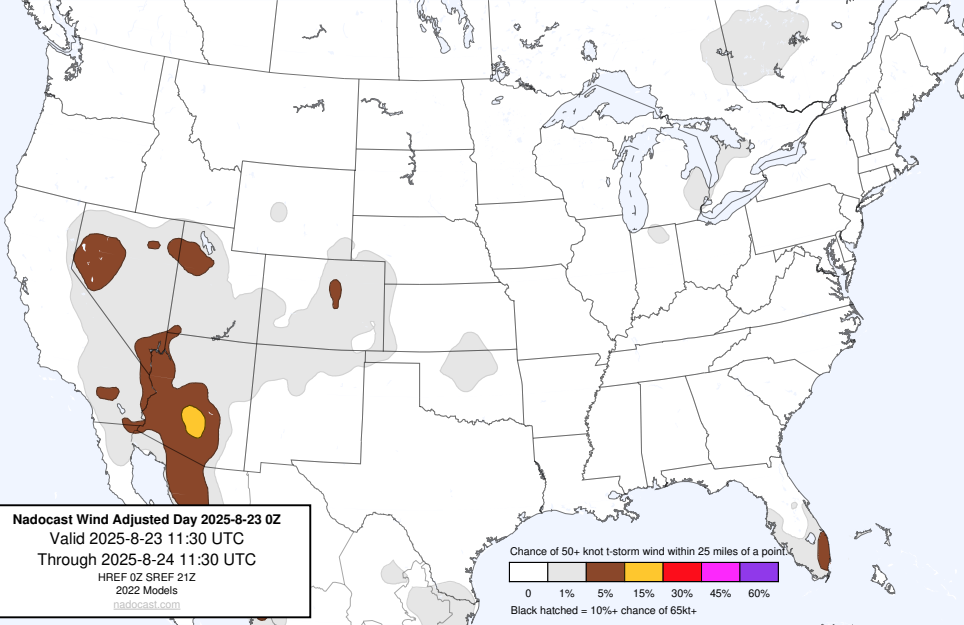 Nadocast Wind Adjusted Day 2025-8-23 0Z
Valid 2025-8-23 11:30 UTC
Through 2025-8-24 11:30 UTC
HREF 0Z SREF 21Z
2022 Models
nadocast.com
Chance of 50+ knot t-storm wind within 25 miles of a point.
0 1% 5% 15% 30% 45% 60%
Black hatched = 10%+ chance of 65kt+